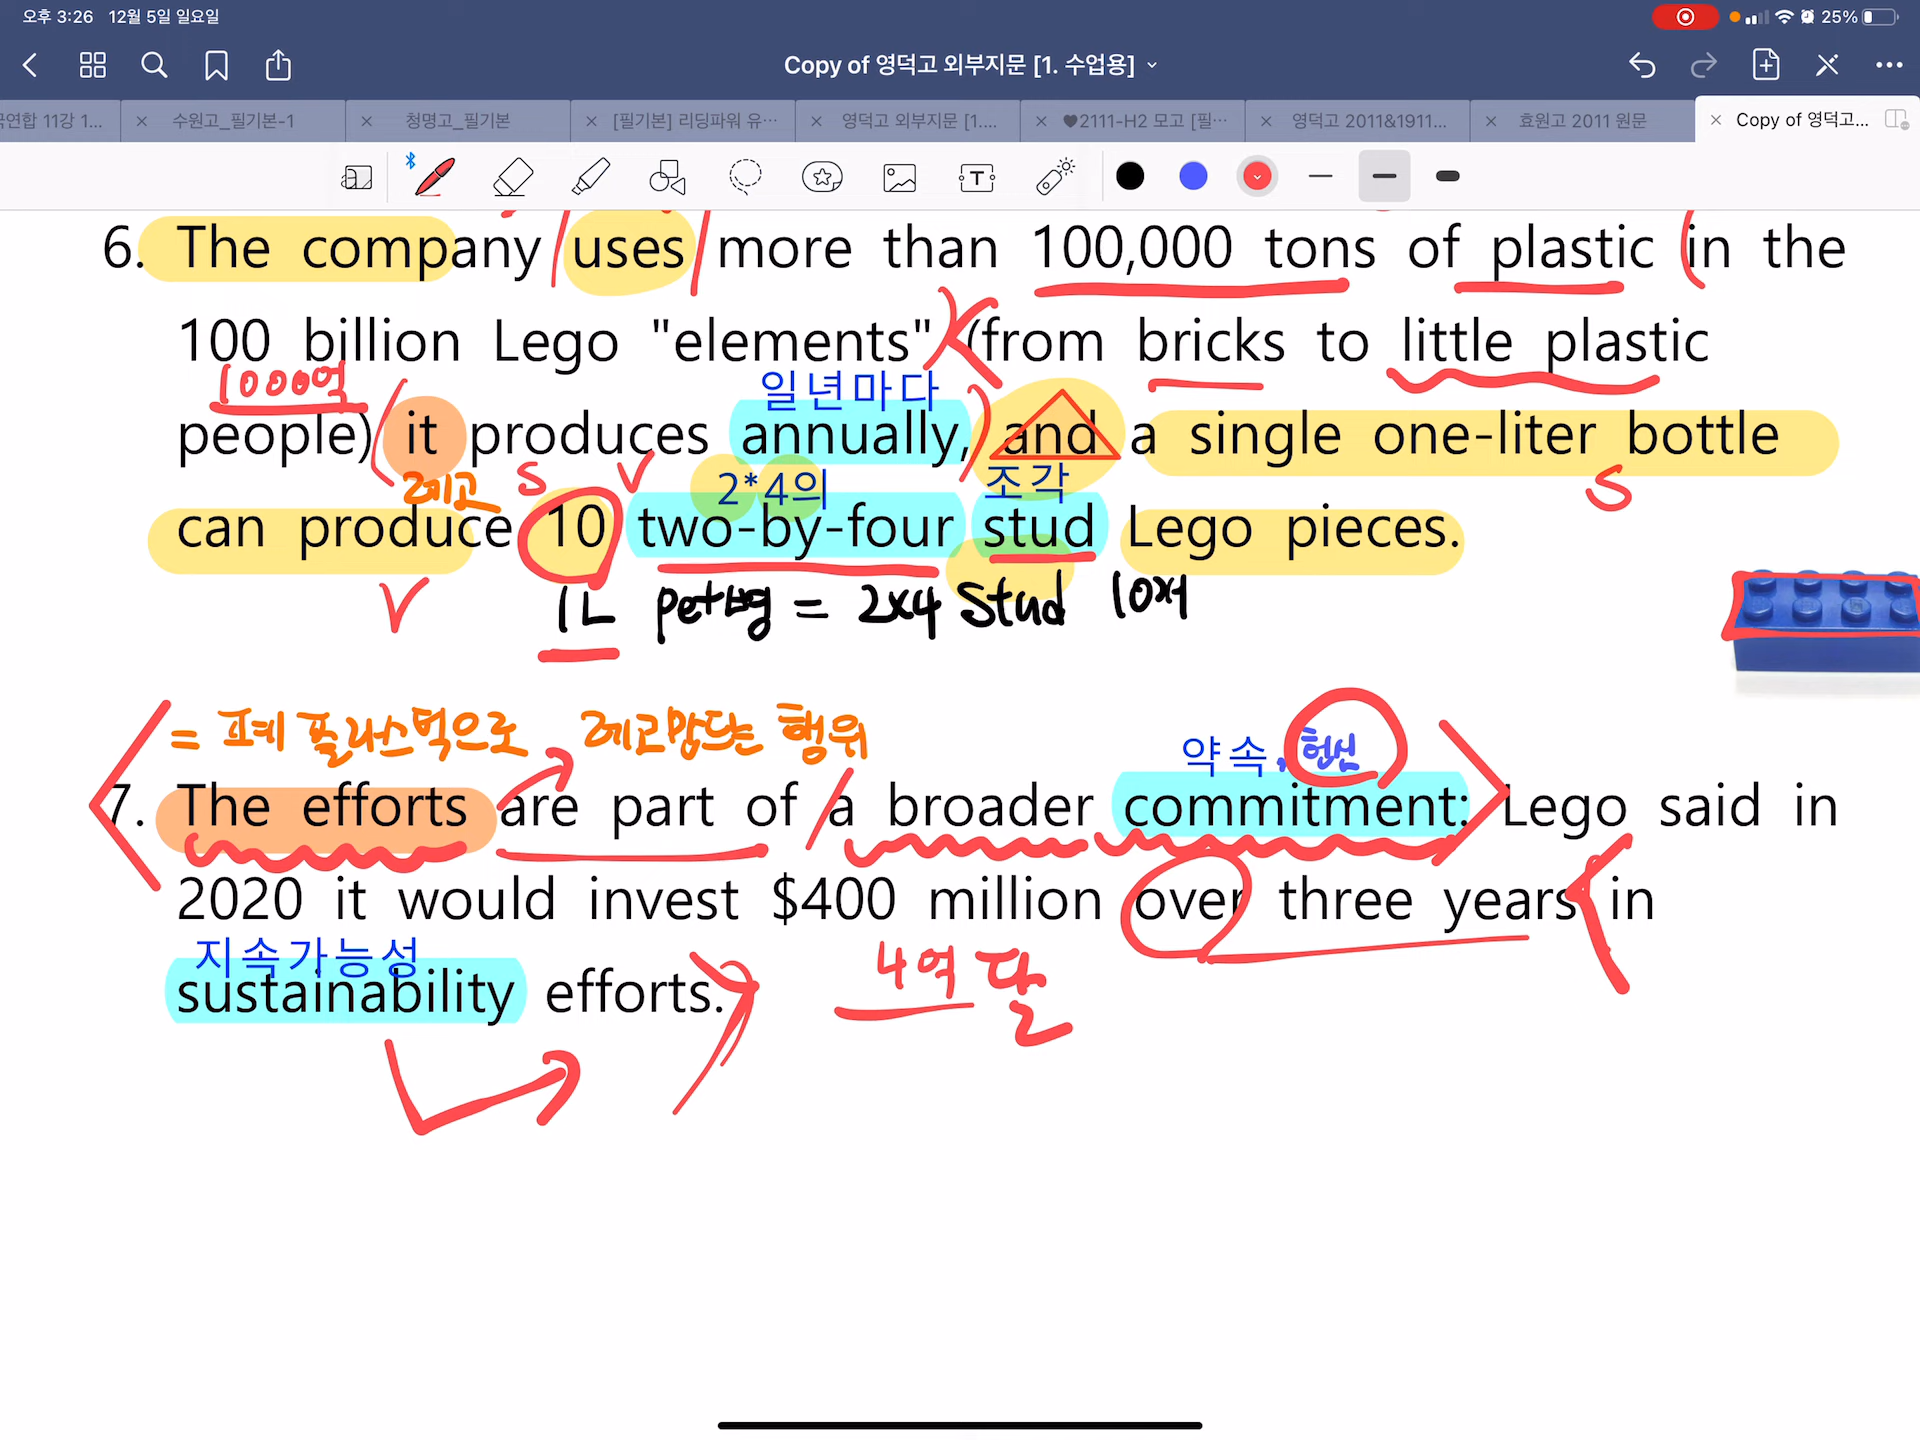 오후 3:26 12월 5일 일요일
25%
Copy of 영덕고 외부지문 [1. 수업용]
수원고_필기본-1
청명고_필기본
[필기본] 리딩파워 유...
영덕고 외부지문 [1....
♥2111-H2 모고 [필...
영덕고 2011&1911...
효원고 2011 원문
Copy of 영덕고...
6. The company uses more than 100,000 tons of plastic in the
100 billion Lego "elements" (from bricks to little plastic
1000억
일년마다
people) it produces annually, and a single one-liter bottle
레고 S V 2*4의 조각 S
can produce 10 two-by-four stud Lego pieces.
V 1L pet병 = 2x4 Stud 10개
= 폐플라스틱으로 레고만드는 행위
약속, 헌신
7. The efforts are part of a broader commitment: Lego said in
2020 it would invest $400 million over three years in
지속가능성
sustainability efforts.
4억 달